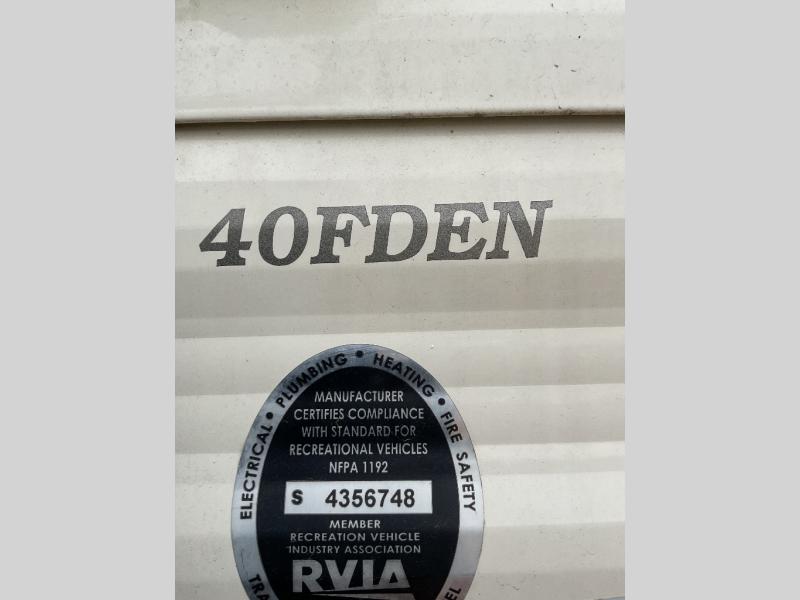 40FDEN
ELECTRICAL • PLUMBING • HEATING • FIRE SAFETY
MANUFACTURER
CERTIFIES COMPLIANCE
WITH STANDARD FOR
RECREATIONAL VEHICLES
NFPA 1192
S 4356748
MEMBER
RECREATION VEHICLE
INDUSTRY ASSOCIATION
RVIA